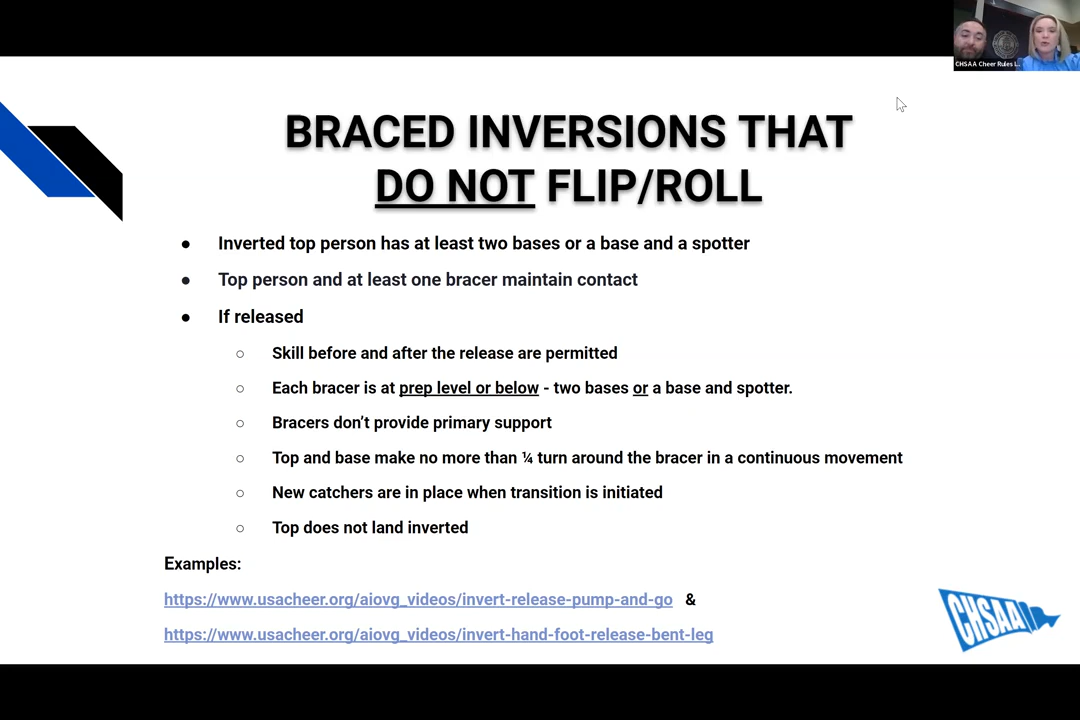 CHSAA Cheer Rules I...
BRACED INVERSIONS THAT
DO NOT FLIP/ROLL
● Inverted top person has at least two bases or a base and a spotter
● Top person and at least one bracer maintain contact
● If released
○ Skill before and after the release are permitted
○ Each bracer is at prep level or below - two bases or a base and spotter.
○ Bracers don’t provide primary support
○ Top and base make no more than ¼ turn around the bracer in a continuous movement
○ New catchers are in place when transition is initiated
○ Top does not land inverted
Examples:
https://www.usacheer.org/aiovg_videos/invert-release-pump-and-go &
https://www.usacheer.org/aiovg_videos/invert-hand-foot-release-bent-leg
CHSAA